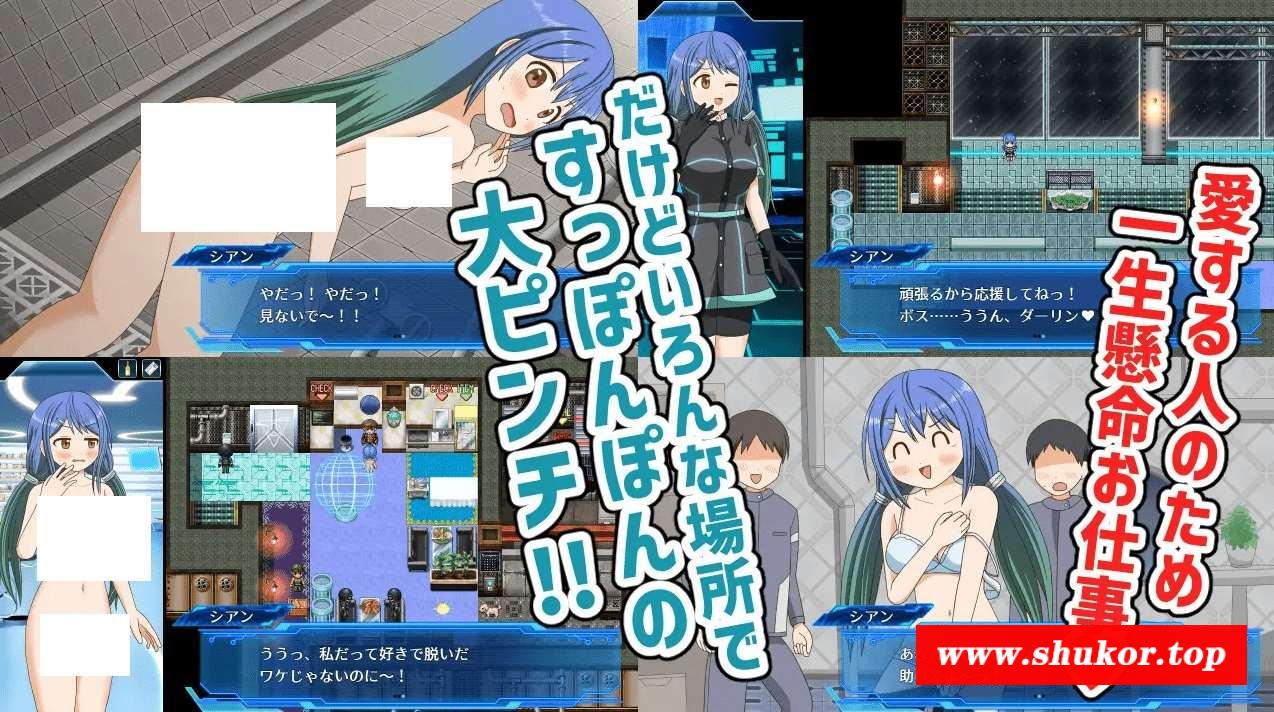 シアン
やだっ！ やだっ！
見ないで～！！
シアン
頑張るから応援してねっ！
ボス……ううん、ダーリン♥
だけどいろんな場所で
すっぽんぽんの
大ピンチ!!
愛する人のため
一生懸命お仕事
CHECK
CHECK
シアン
ううっ、私だって好きで脱いだ
ワケじゃないのに～！
シアン
あ
助
www.shukor.top